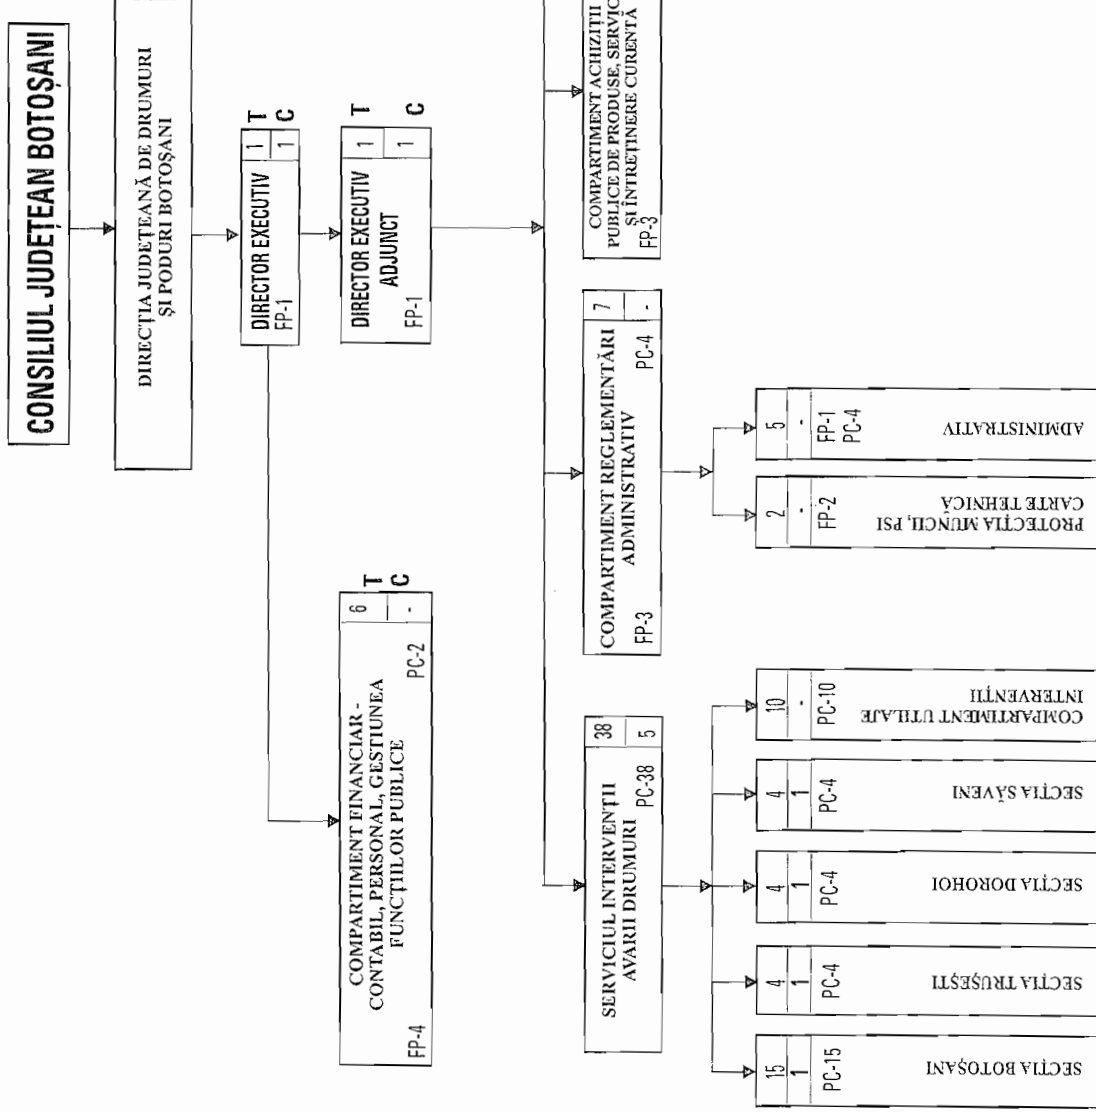 CONSILIUL JUDEȚEAN BOTOȘANI
DIRECȚIA JUDEȚEANĂ DE DRUMURI
ȘI PODURI BOTOȘANI
DIRECTOR EXECUTIV
FP-1
1
1
T
C
DIRECTOR EXECUTIV
ADJUNCT
FP-1
1
1
T
C
COMPARTIMENT FINANCIAR -
CONTABIL, PERSONAL, GESTIUNEA
FUNCȚIILOR PUBLICE
FP-4
PC-2
6
-
T
C
SERVICIUL INTERVENȚII
AVARII DRUMURI
PC-38
38
5
COMPARTIMENT REGLEMENTĂRI
ADMINISTRATIV
FP-3
PC-4
7
-
COMPARTIMENT ACHIZIȚII
PUBLICE DE PRODUSE,
ȘI ÎNTREȚINERE CURENTĂ
FP-3
15
1
PC-15
SECȚIA BOTOȘANI
4
1
PC-4
SECȚIA TRUȘEȘTI
4
1
PC-4
SECȚIA DOROHOI
4
1
PC-4
SECȚIA SĂVENI
10
-
PC-10
COMPARTIMENT UTILAJE
INTERVENȚII
2
-
FP-2
PROTECȚIA MUNCII, PSI
CARTE TEHNICĂ
5
-
FP-1
PC-4
ADMINISTRATIV